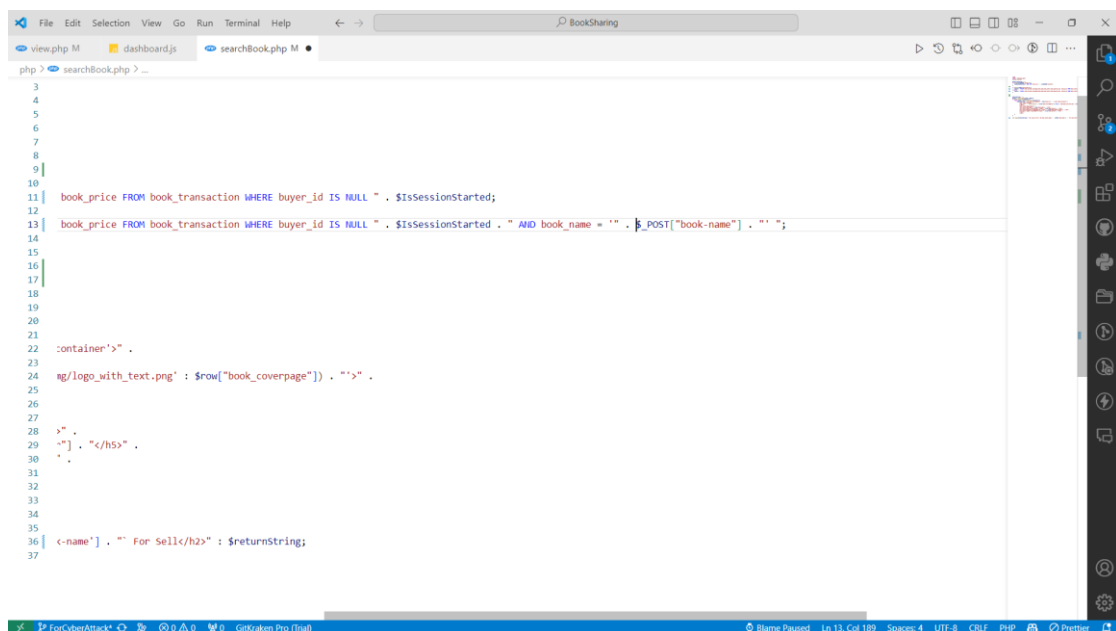 File Edit Selection View Go Run Terminal Help BookSharing
view.php M dashboard.js searchBook.php M
php > searchBook.php > ...
3
4
5
6
7
8
9
10
11 book_price FROM book_transaction WHERE buyer_id IS NULL " . $IsSessionStarted;
12
13 book_price FROM book_transaction WHERE buyer_id IS NULL " . $IsSessionStarted . " AND book_name = '" . $_POST["book-name"] . "' ";
14
15
16
17
18
19
20
21
22 container'>" .
23
24 mg/logo_with_text.png' : $row["book_coverpage"]) . "'>" .
25
26
27
28 >" .
29 "] . "</h5>" .
30 " .
31
32
33
34
35
36 <-name'] . "` For Sell</h2>" : $returnString;
37
ForCyberAttack* 0 0 0 GitKraken Pro (Trial) Blame Paused Ln 13, Col 189 Spaces: 4 UTF-8 CRLF PHP Prettier